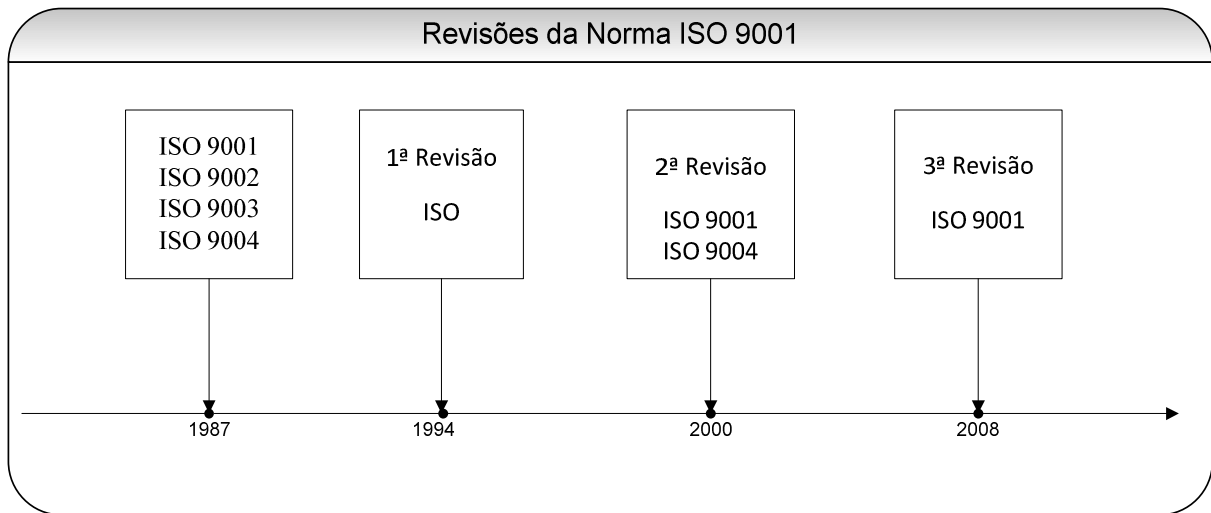 Revisões da Norma ISO 9001
ISO 9001
ISO 9002
ISO 9003
ISO 9004
1ª Revisão
ISO
2ª Revisão
ISO 9001
ISO 9004
3ª Revisão
ISO 9001
1987
1994
2000
2008